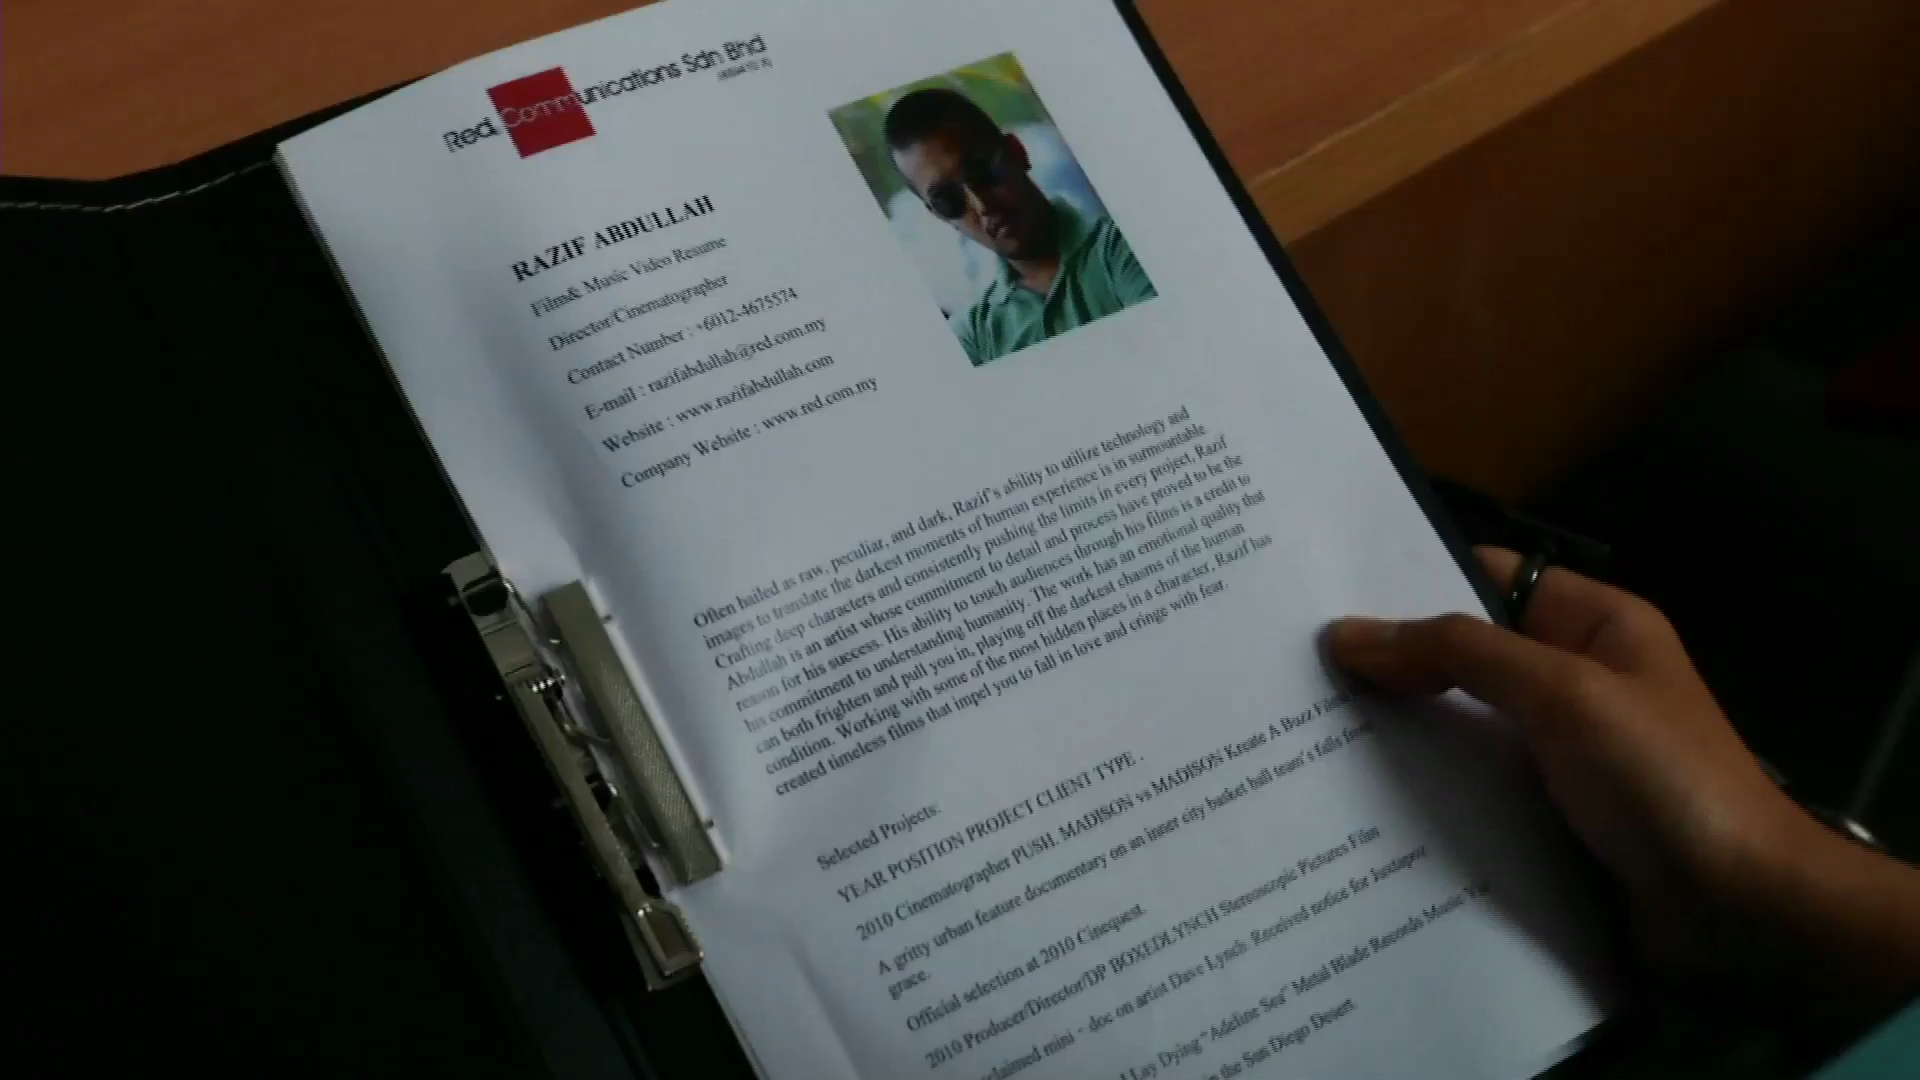 Red Communications Sdn Bhd
RAZIF ABDULLAH
Film& Music Video Resume
Director/Cinematographer
Contact Number : +6012-4675574
E-mail : razifabdullah@red.com.my
Website : www.razifabdullah.com
Company Website : www.red.com.my
Often hailed as raw, peculiar, and dark, Razif's ability to utilize technology and
images to translate the darkest moments of human experience is in surmountable.
Crafting deep characters and consistently pushing the limits in every project, Razif
Abdullah is an artist whose commitment to detail and process have proved to be the
reason for his success. His ability to touch audiences through his films is a credit to
his commitment to understanding humanity. The work has an emotional quality that
can both frighten and pull you in, playing off the darkest chasms of the human
condition. Working with some of the most hidden places in a character, Razif has
created timeless films that impel you to fall in love and cringe with fear.
Selected Projects:
YEAR POSITION PROJECT CLIENT TYPE .
2010 Cinematographer PUSH. MADISON vs MADISON Kreate A Buzz Films
A gritty urban feature documentary on an inner city basket ball team's falls from
grace.
Official selection at 2010 Cinequest.
2010 Producer/Director/DP BOXEDLYNCH Stereoscopic Pictures Film
mini - doc on artist Dave Lynch. Received notice for Juxtapoz
Lay Dying "Adeline Sea" Metal Blade Records Music
the San Diego Desert.